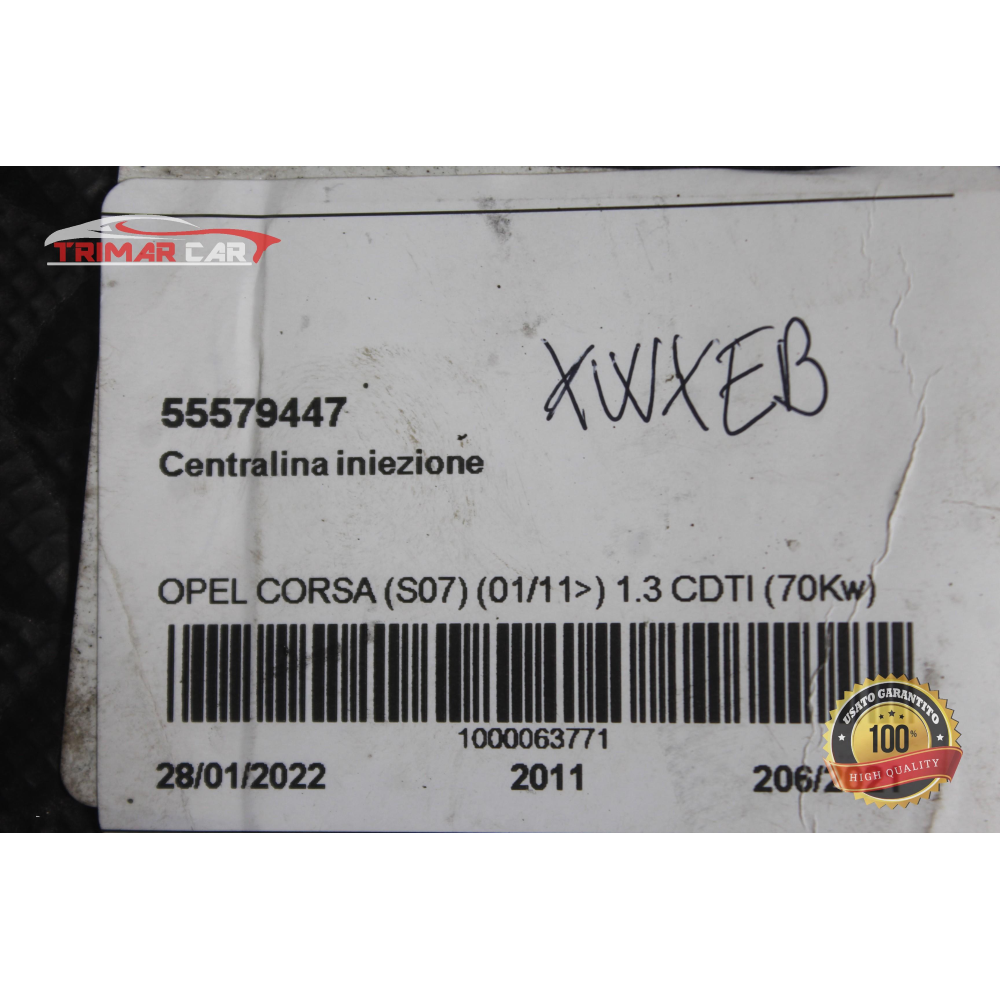 TRIMAR CAR
XWXEB
55579447
Centralina iniezione
OPEL CORSA (S07) (01/11>) 1.3 CDTI (70Kw)
1000063771
28/01/2022 2011
USATO GARANTITO
100%
HIGH QUALITY